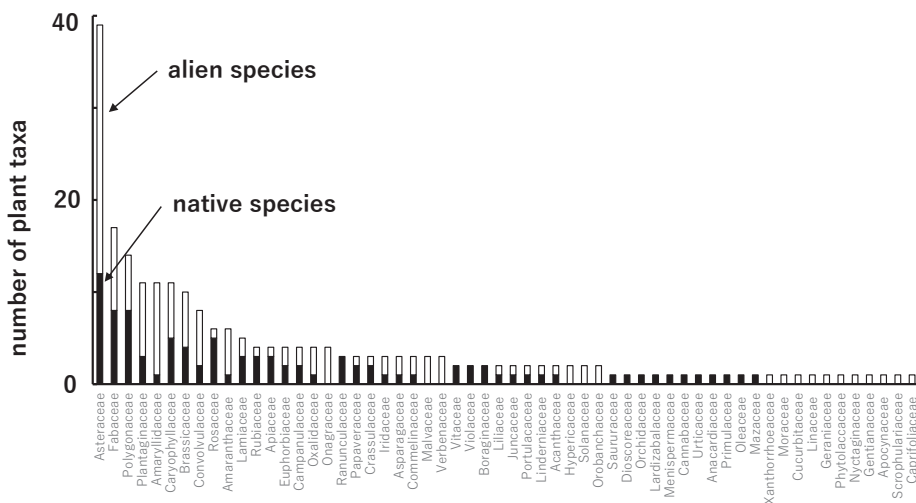 40
alien species
native species
20
0
number of plant taxa
Asteraceae
Fabaceae
Polygonaceae
Plantaginaceae
Amaryllidaceae
Caryophyllaceae
Brassicaceae
Convolvulaceae
Rosaceae
Amaranthaceae
Lamiaceae
Rubiaceae
Apiaceae
Euphorbiaceae
Campanulaceae
Oxalidaceae
Onagraceae
Ranunculaceae
Papaveraceae
Crassulaceae
Iridaceae
Asparagaceae
Commelinaceae
Malvaceae
Verbenaceae
Vitaceae
Violaceae
Boraginaceae
Liliaceae
Juncaceae
Portulacaceae
Linderniaceae
Acanthaceae
Hypericaceae
Solanaceae
Orobanchaceae
Saururaceae
Dioscoreaceae
Orchidaceae
Lardizabalaceae
Menispermaceae
Cannabaceae
Urticaceae
Anacardiaceae
Primulaceae
Oleaceae
Mazaceae
Xanthorrhoeaceae
Moraceae
Cucurbitaceae
Linaceae
Geraniaceae
Phytolaccaceae
Nyctaginaceae
Gentianaceae
Apocynaceae
Scrophulariaceae
Caprifoliaceae